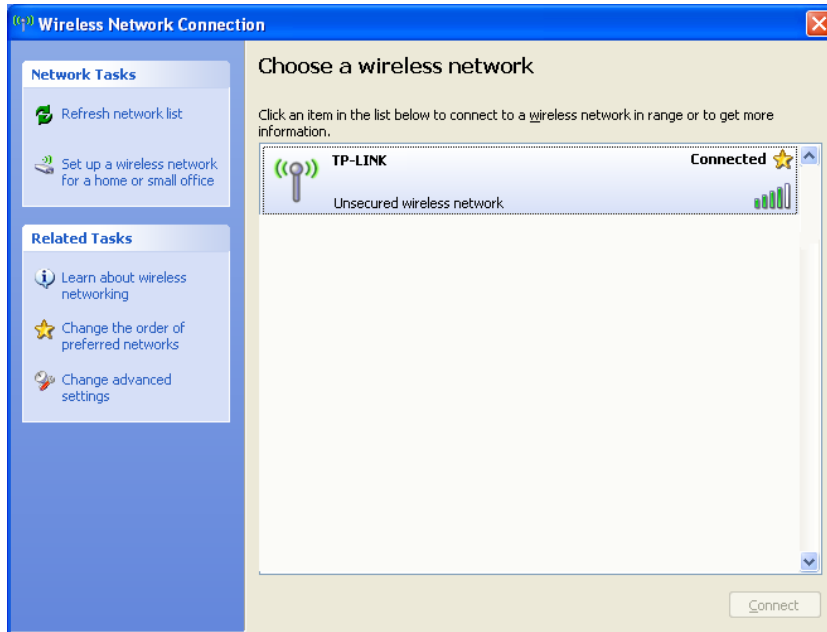 Wireless Network Connection
Network Tasks
Refresh network list
Set up a wireless network
for a home or small office
Related Tasks
Learn about wireless
networking
Change the order of
preferred networks
Change advanced
settings
Choose a wireless network
Click an item in the list below to connect to a wireless network in range or to get more
information.
TP-LINK Connected
Unsecured wireless network
Connect